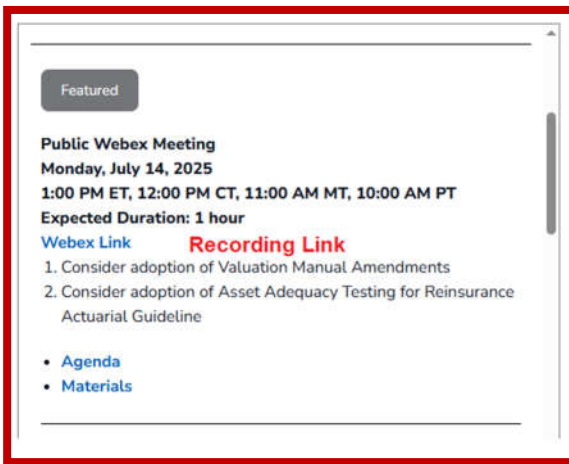 Featured
Public Webex Meeting
Monday, July 14, 2025
1:00 PM ET, 12:00 PM CT, 11:00 AM MT, 10:00 AM PT
Expected Duration: 1 hour
Webex Link Recording Link
1. Consider adoption of Valuation Manual Amendments
2. Consider adoption of Asset Adequacy Testing for Reinsurance
Actuarial Guideline
• Agenda
• Materials